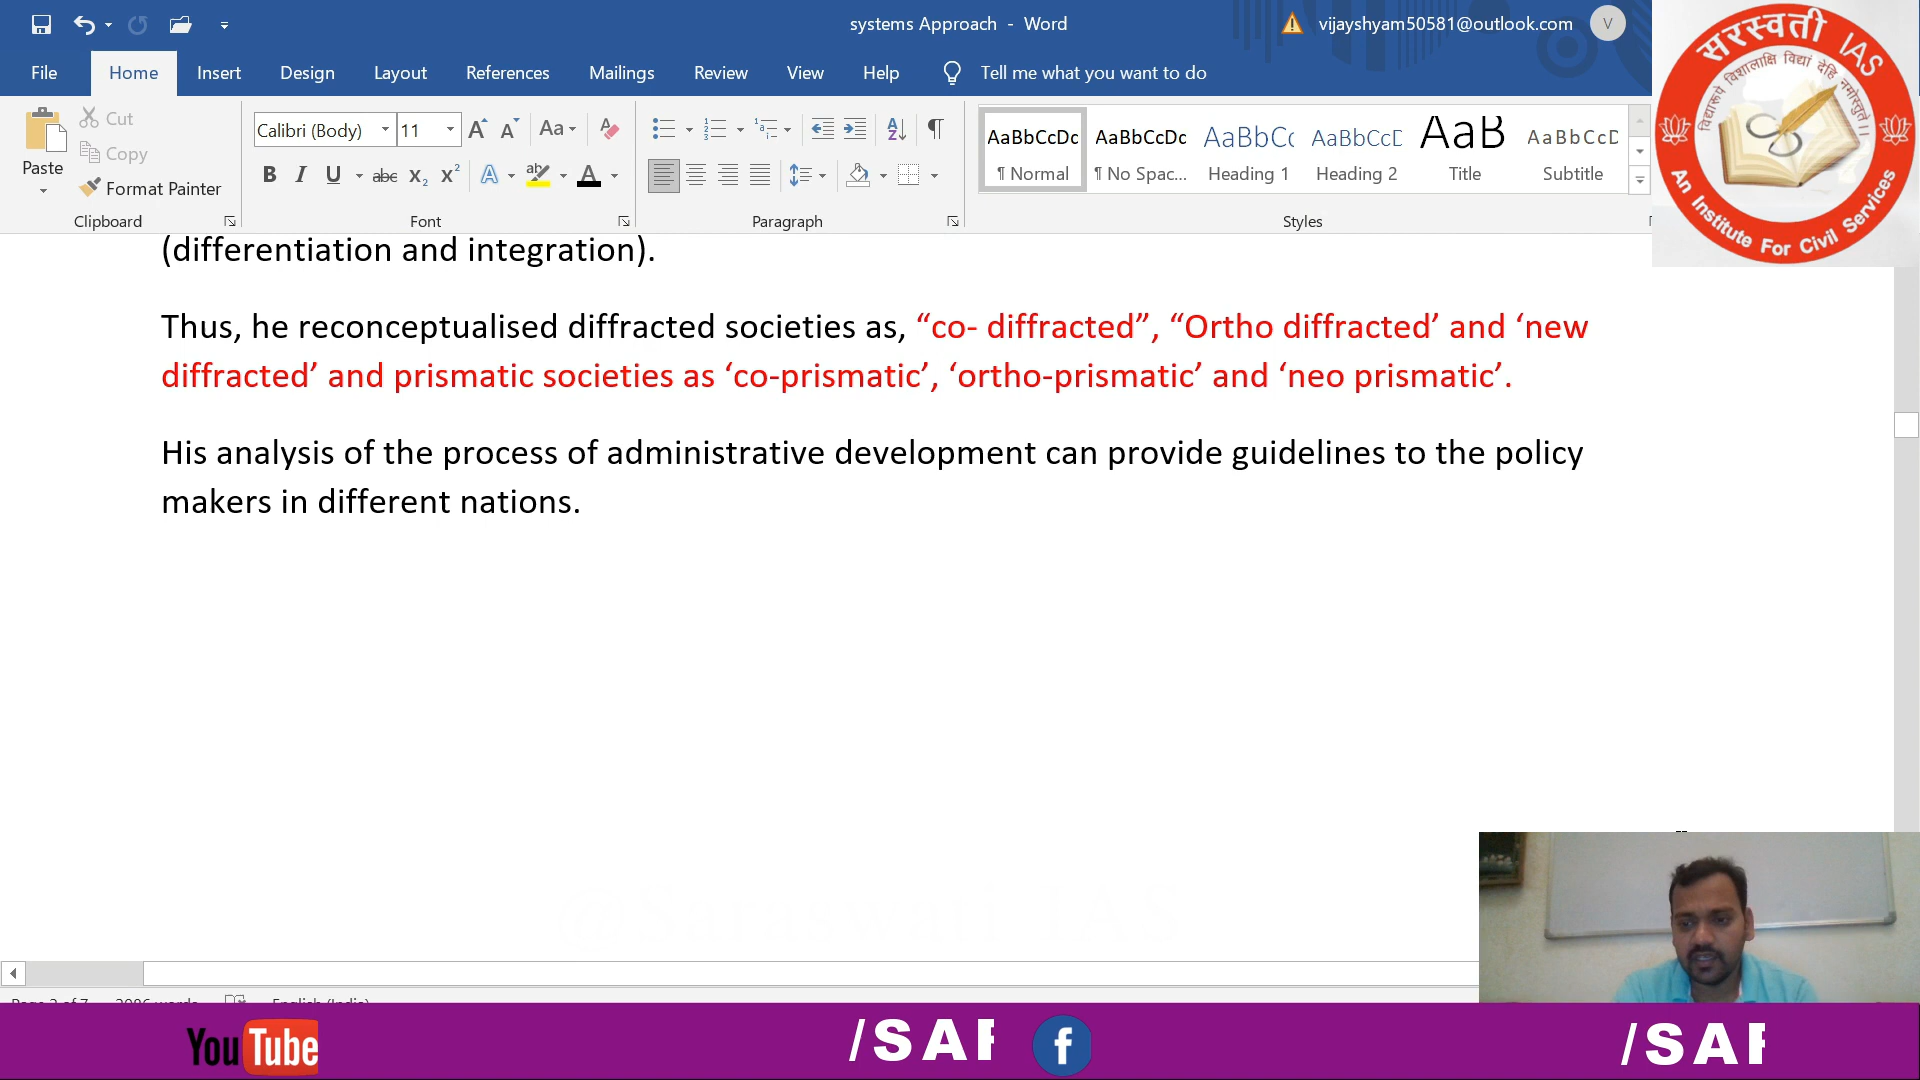 systems Approach - Word
vijayshyam50581@outlook.com
V
File Home Insert Design Layout References Mailings Review View Help Tell me what you want to do
Paste
Cut
Copy
Format Painter
Clipboard
Calibri (Body) 11
Font
Paragraph
AaBbCcDc AaBbCcDc AaBbCc AaBbCcD AaB AaBbCcD
¶ Normal ¶ No Spac... Heading 1 Heading 2 Title Subtitle
Styles
सरस्वती IAS
विद्यारूपे विशालाक्षि विद्यां देहि नमोस्तुते।।
An Institute For Civil Services
(differentiation and integration).
Thus, he reconceptualised diffracted societies as, “co- diffracted”, “Ortho diffracted’ and ‘new
diffracted’ and prismatic societies as ‘co-prismatic’, ‘ortho-prismatic’ and ‘neo prismatic’.
His analysis of the process of administrative development can provide guidelines to the policy
makers in different nations.
English (India)
YouTube
/SAR
f
/SAR